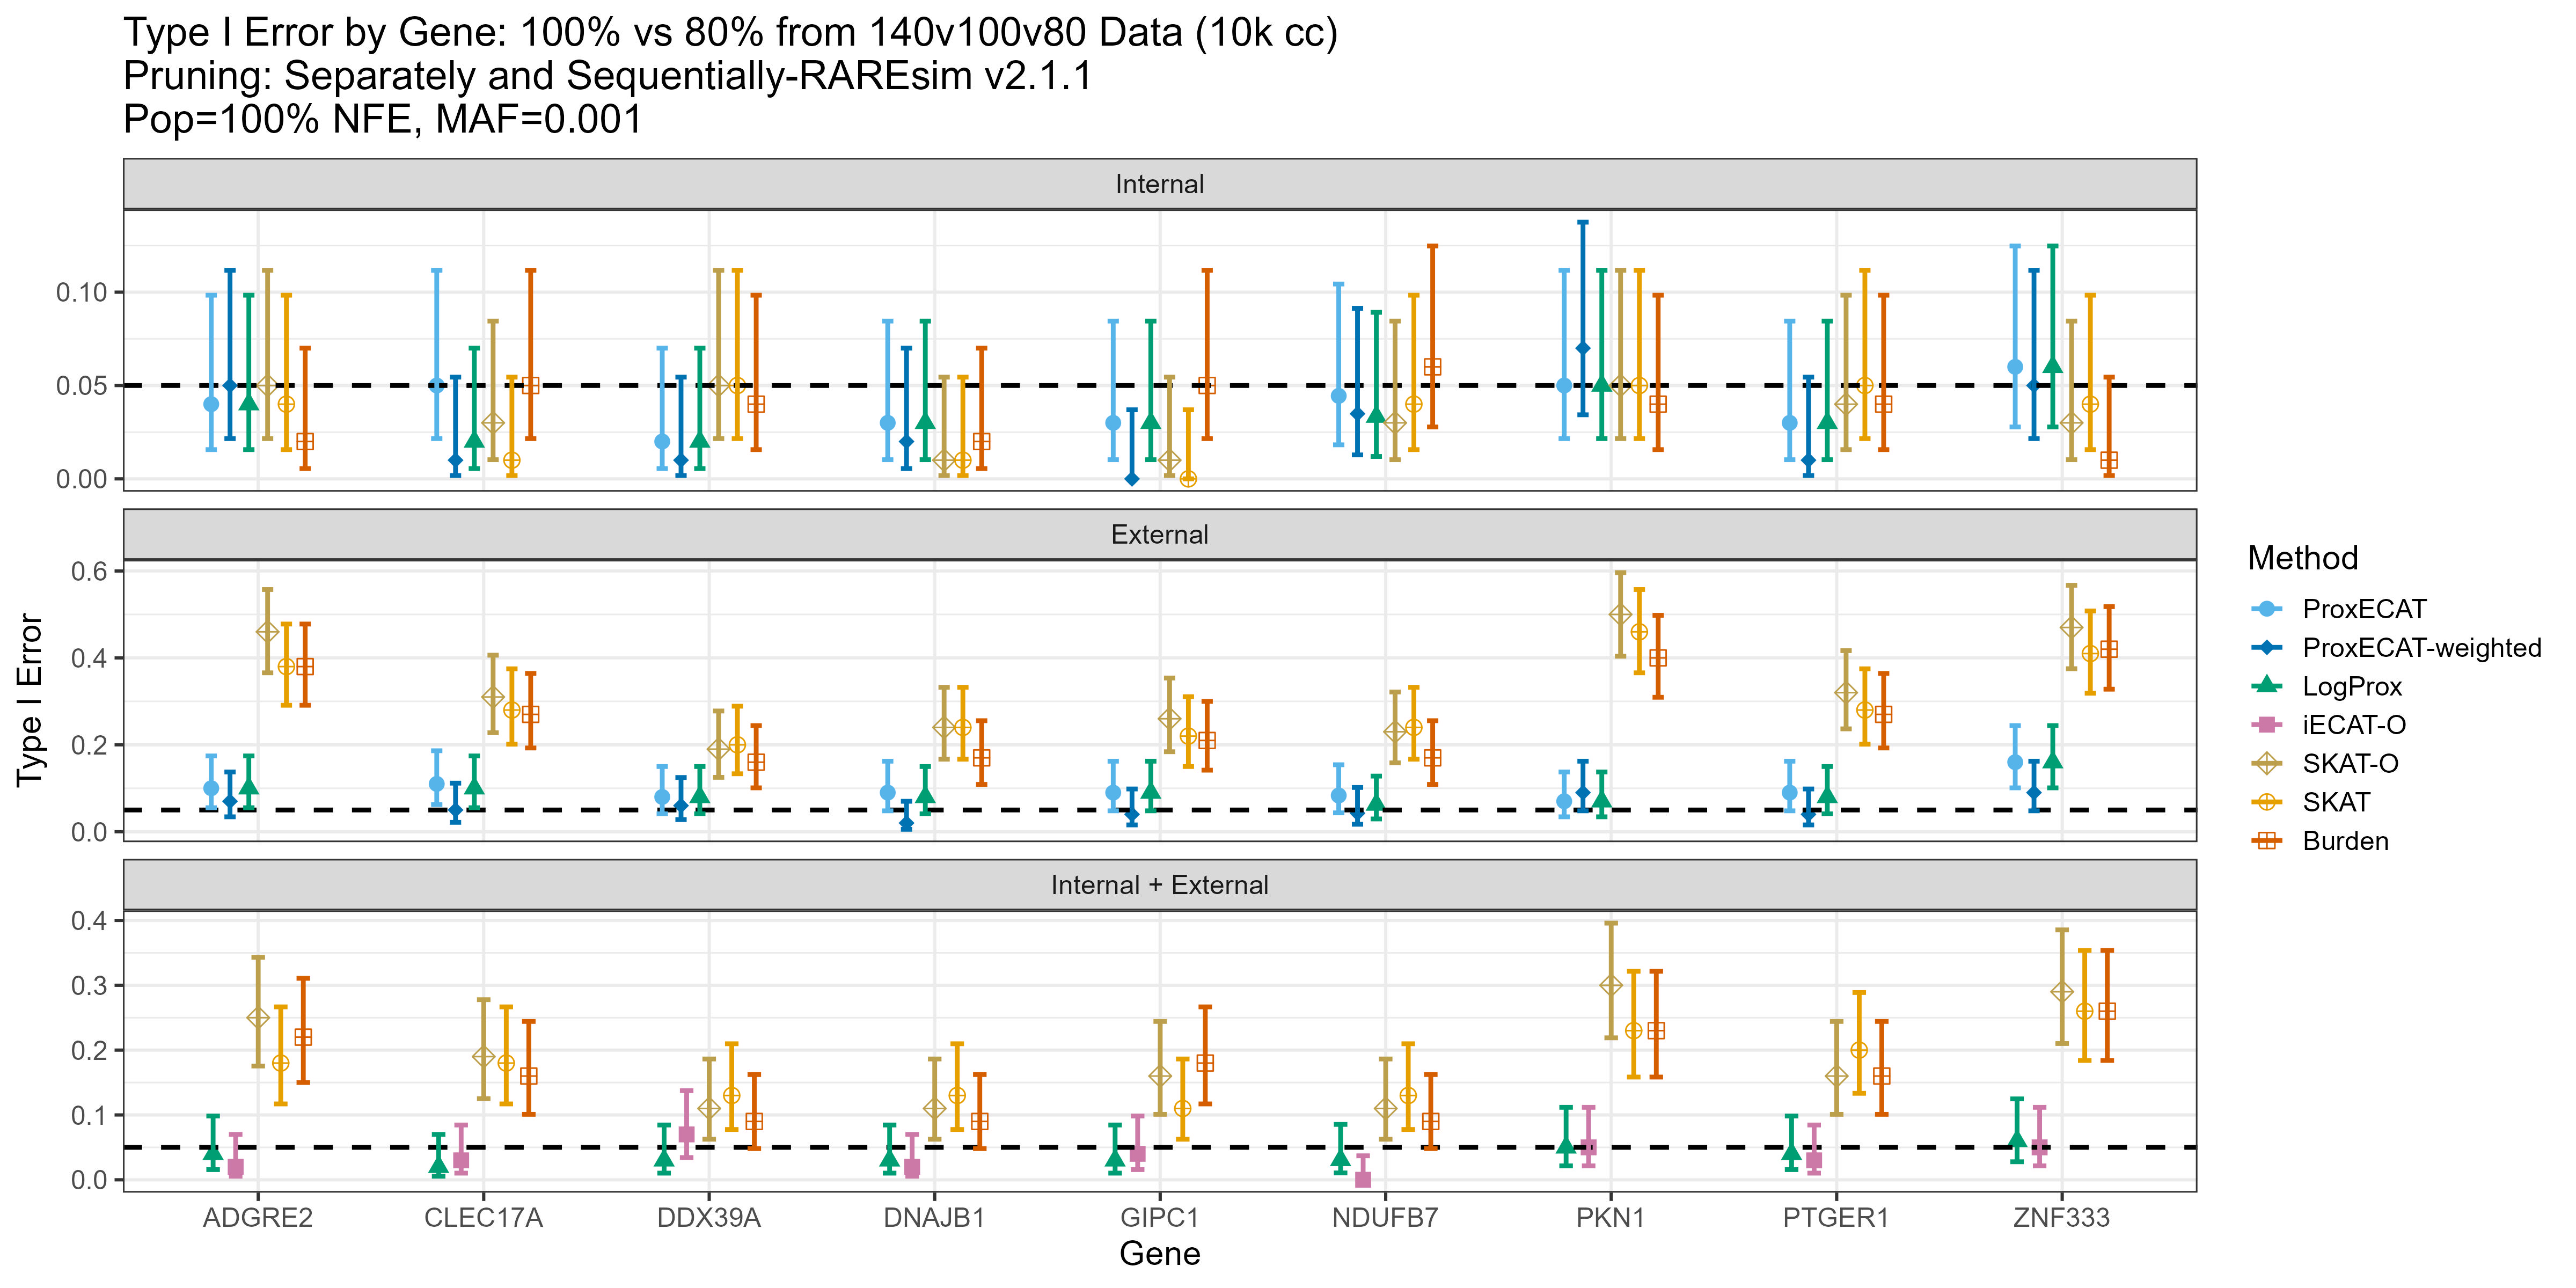 Type I Error by Gene: 100% vs 80% from 140v100v80 Data (10k cc)
Pruning: Separately and Sequentially-RAREsim v2.1.1
Pop=100% NFE, MAF=0.001
Internal
0.10
0.05
0.00
External
0.6
0.4
0.2
0.0
Internal + External
0.4
0.3
0.2
0.1
0.0
Type I Error
ADGRE2
CLEC17A
DDX39A
DNAJB1
GIPC1
NDUFB7
PKN1
PTGER1
ZNF333
Gene
Method
ProxECAT
ProxECAT-weighted
LogProx
iECAT-O
SKAT-O
SKAT
Burden